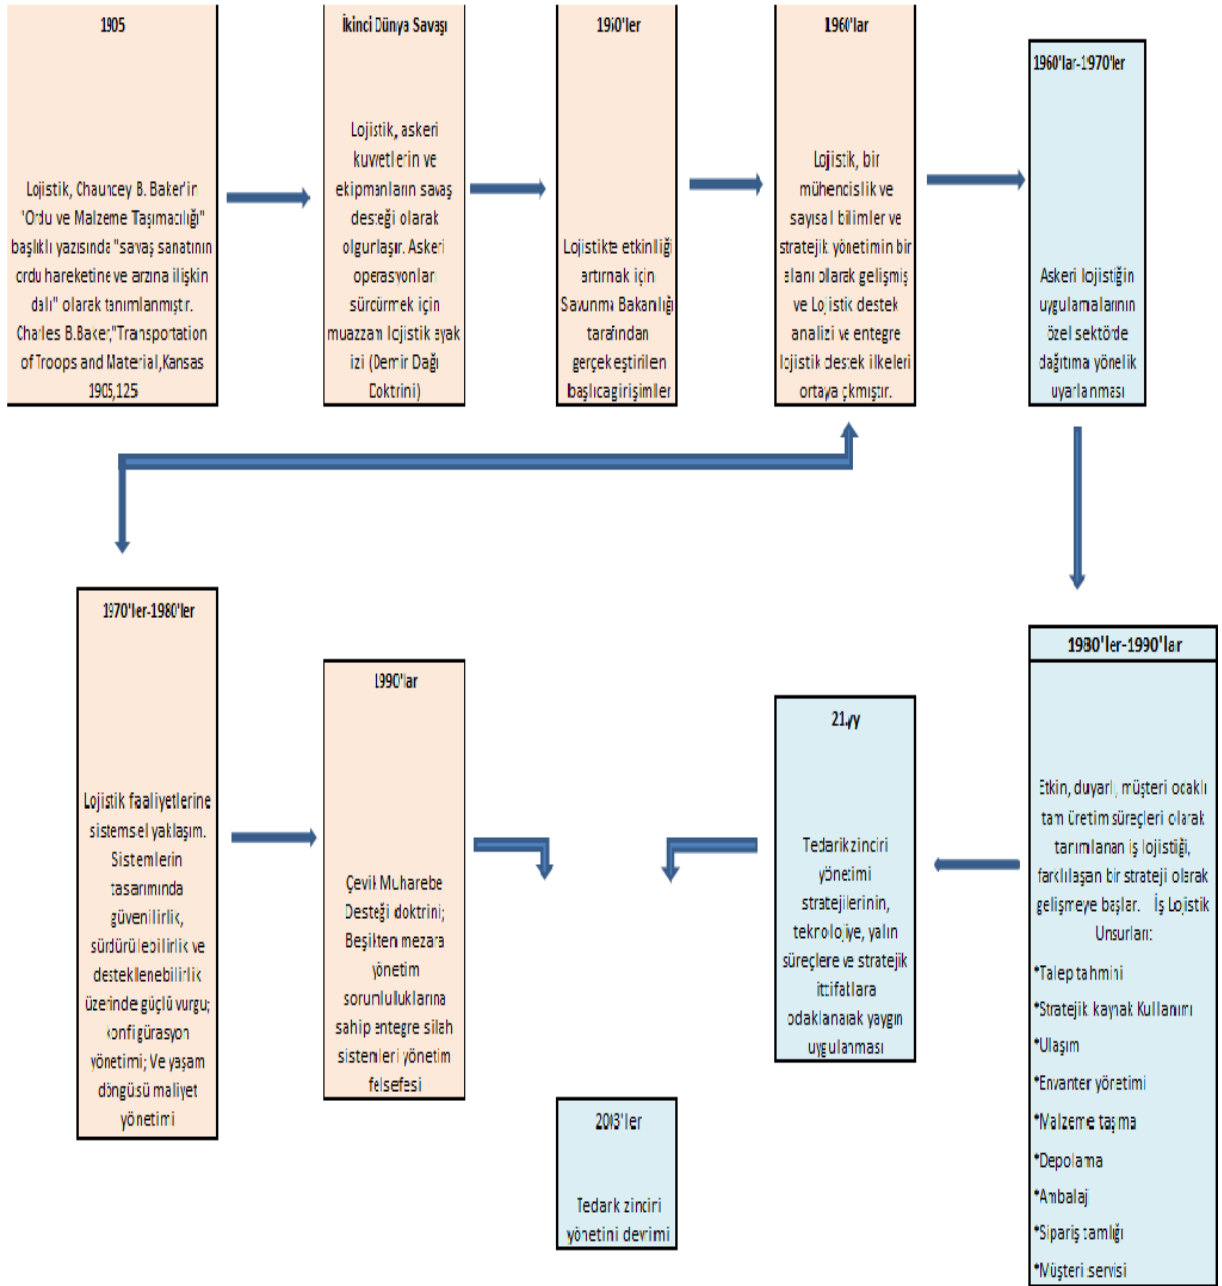 1905
Lojistik, Chauncey B. Baker'in
"Ordu ve Malzeme Taşımacılığı"
başlıklı yazısında "savaş sanatının
ordu hareketine ve arzına ilişkin
dalı" olarak tanımlanmıştır.
Charles B.Baker,"Transportation
of Troops and Material,Kansas
1905,125
İkinci Dünya Savaşı
Lojistik, askeri
kuvvetlerin ve
ekipmanların savaş
desteği olarak
olgunlaşır. Askeri
operasyonları
sürdürmek için
muazzam lojistik ayak
izi (Demir Dağı
Doktrini)
Lojistikte etkinliği
artırmak için
Savunma Bakanlığı
tarafından
gerçekleştirilen
başlıca girişimler
1960'lar
Lojistik, bir
mühendislik ve
sayısal bilimler ve
stratejik yönetimin bir
alanı olarak gelişmiş
ve Lojistik destek
analizi ve entegre
lojistik destek ilkeleri
ortaya çıkmıştır.
1960'lar-1970'ler
Askeri lojistiğin
uygulamalarının
özel sektörde
dağıtıma yönelik
uyarlanması
1970'ler-1980'ler
Lojistik faaliyetlerine
sistemsel yaklaşım.
Sistemlerin
tasarımında
güvenilirlik,
sürdürülebilirlik ve
desteklenebilirlik
üzerinde güçlü vurgu;
konfigürasyon
yönetimi; Ve yaşam
döngüsü maliyet
yönetimi
1990'lar
Çevik Muharebe
Desteği doktrini;
Beşikten mezara
yönetim
sorumluluklarına
sahip entegre silah
sistemleri yönetim
felsefesi
21.yy
Tedarik zinciri
yönetimi
stratejilerinin,
teknolojiye, yalın
süreçlere ve stratejik
ittifaklara
odaklanarak yaygın
uygulanması
1980'ler-1990'lar
Etkin, duyarlı, müşteri odaklı
tam üretim süreçleri olarak
tanımlanan iş lojistiği,
farklılaşan bir strateji olarak
gelişmeye başlar. İş Lojistik
Unsurları:
*Talep tahmini
*Stratejik kaynak Kullanımı
*Ulaşım
*Envanter yönetimi
*Malzeme taşıma
*Depolama
*Ambalaj
*Sipariş tamlığı
*Müşteri servisi
Tedarik zinciri
yönetimi devrimi